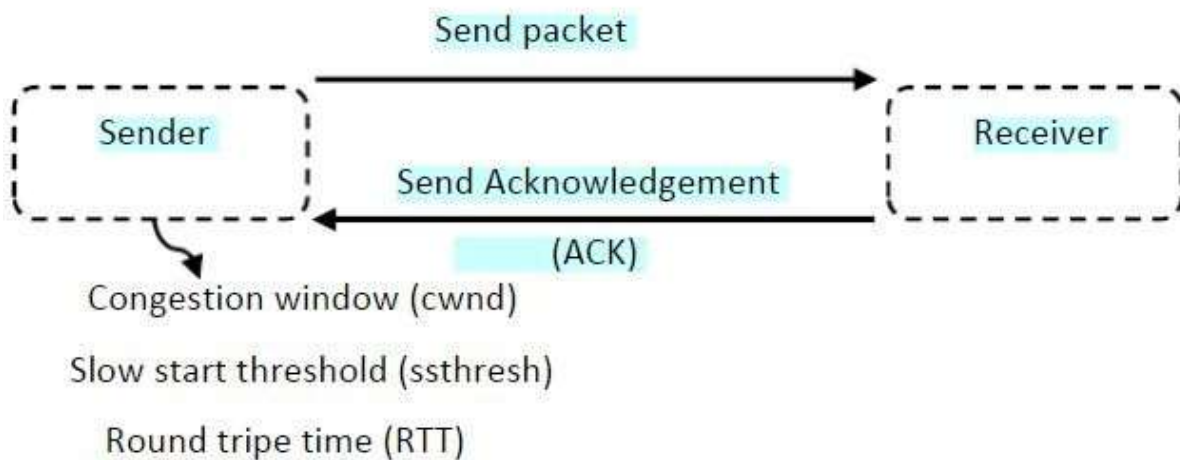 Send packet
Sender
Receiver
Send Acknowledgement
(ACK)
Congestion window (cwnd)
Slow start threshold (ssthresh)
Round tripe time (RTT)